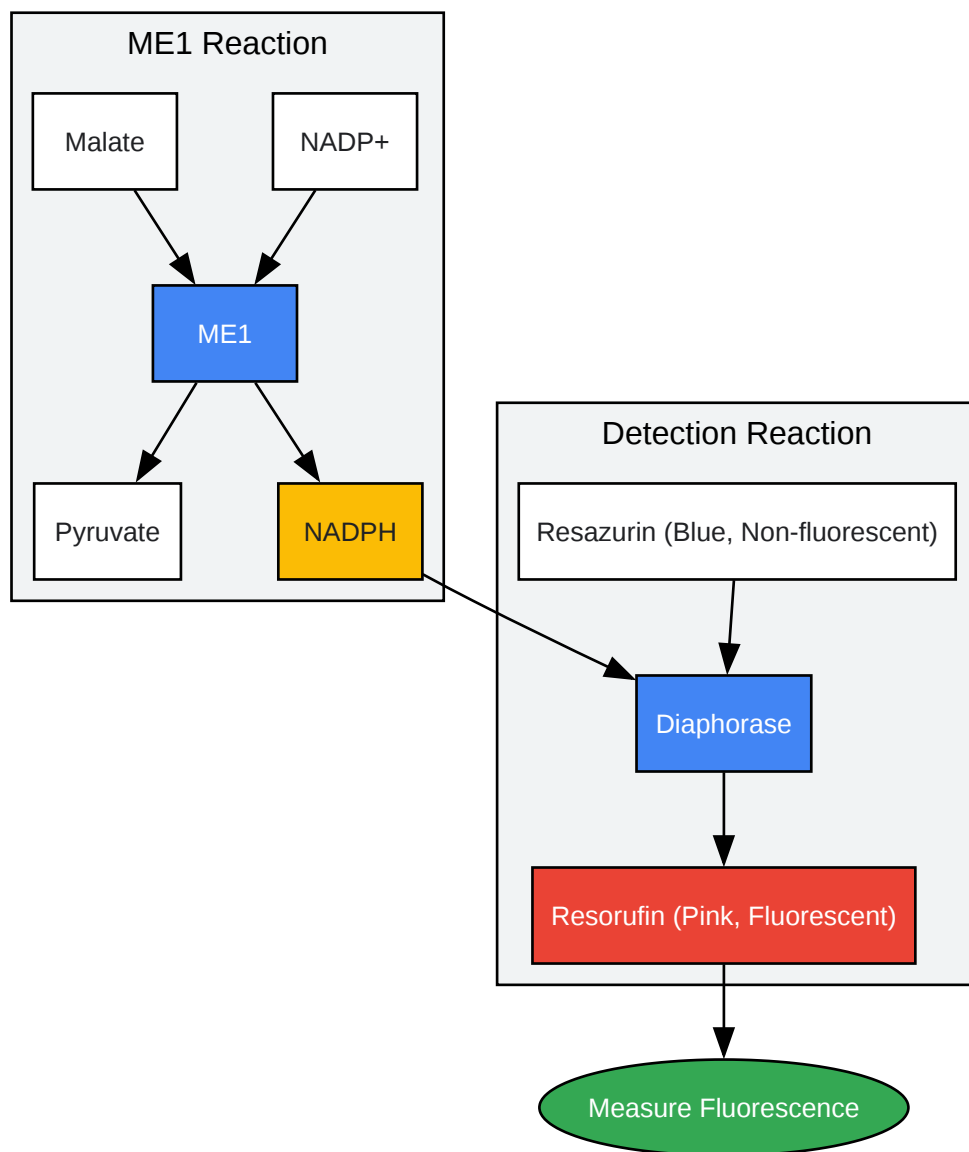 ME1 Reaction
Malate
NADP+
ME1
Pyruvate
NADPH
Detection Reaction
Resazurin (Blue, Non-fluorescent)
Diaphorase
Resorufin (Pink, Fluorescent)
Measure Fluorescence